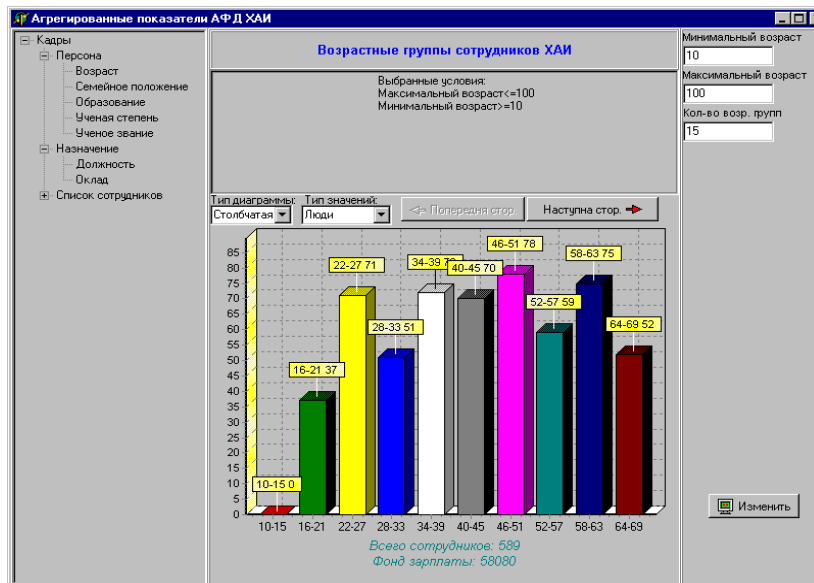 Агрегированные показатели АФД ХАИ
Кадры
Персона
Возраст
Семейное положение
Образование
Ученая степень
Ученое звание
Назначение
Должность
Оклад
Список сотрудников
Возрастные группы сотрудников ХАИ
Выбранные условия:
Максимальный возраст<=100
Минимальный возраст>=10
Минимальный возраст
10
Максимальный возраст
100
Кол-во возр. групп
15
Тип диаграммы:
Тип значений:
Столбчатая
Люди
Попередня стор.
Наступна стор.
85
80
75
70
65
60
55
50
45
40
35
30
25
20
15
10
5
0
10-15 0
16-21 37
22-27 71
28-33 51
34-39
40-45 70
46-51 78
52-57 59
58-63 75
64-69 52
10-15
16-21
22-27
28-33
34-39
40-45
46-51
52-57
58-63
64-69
Всего сотрудников: 589
Фонд зарплаты: 58080
Изменить